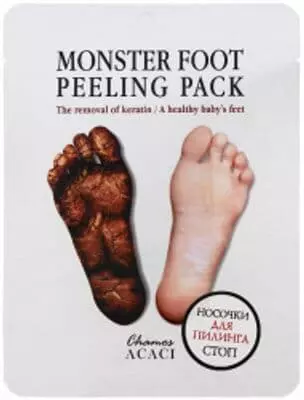 MONSTER FOOT
PEELING PACK
The removal of keratin / A healthy baby's feet
НОСОЧКИ
ДЛЯ
ПИЛИНГА
СТОП
Chamos
ACACI